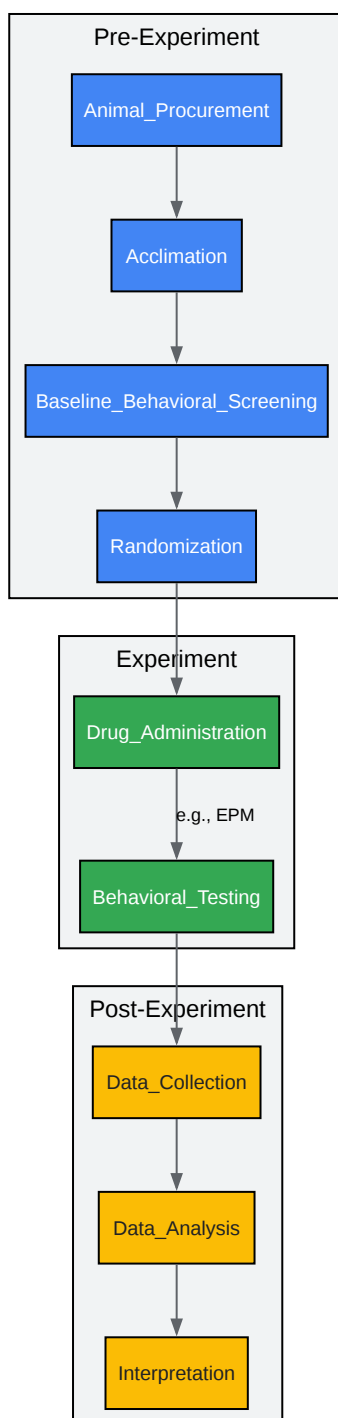 Pre-Experiment
Animal_Procurement
Acclimation
Baseline_Behavioral_Screening
Randomization
Experiment
Drug_Administration
e.g., EPM
Behavioral_Testing
Post-Experiment
Data_Collection
Data_Analysis
Interpretation